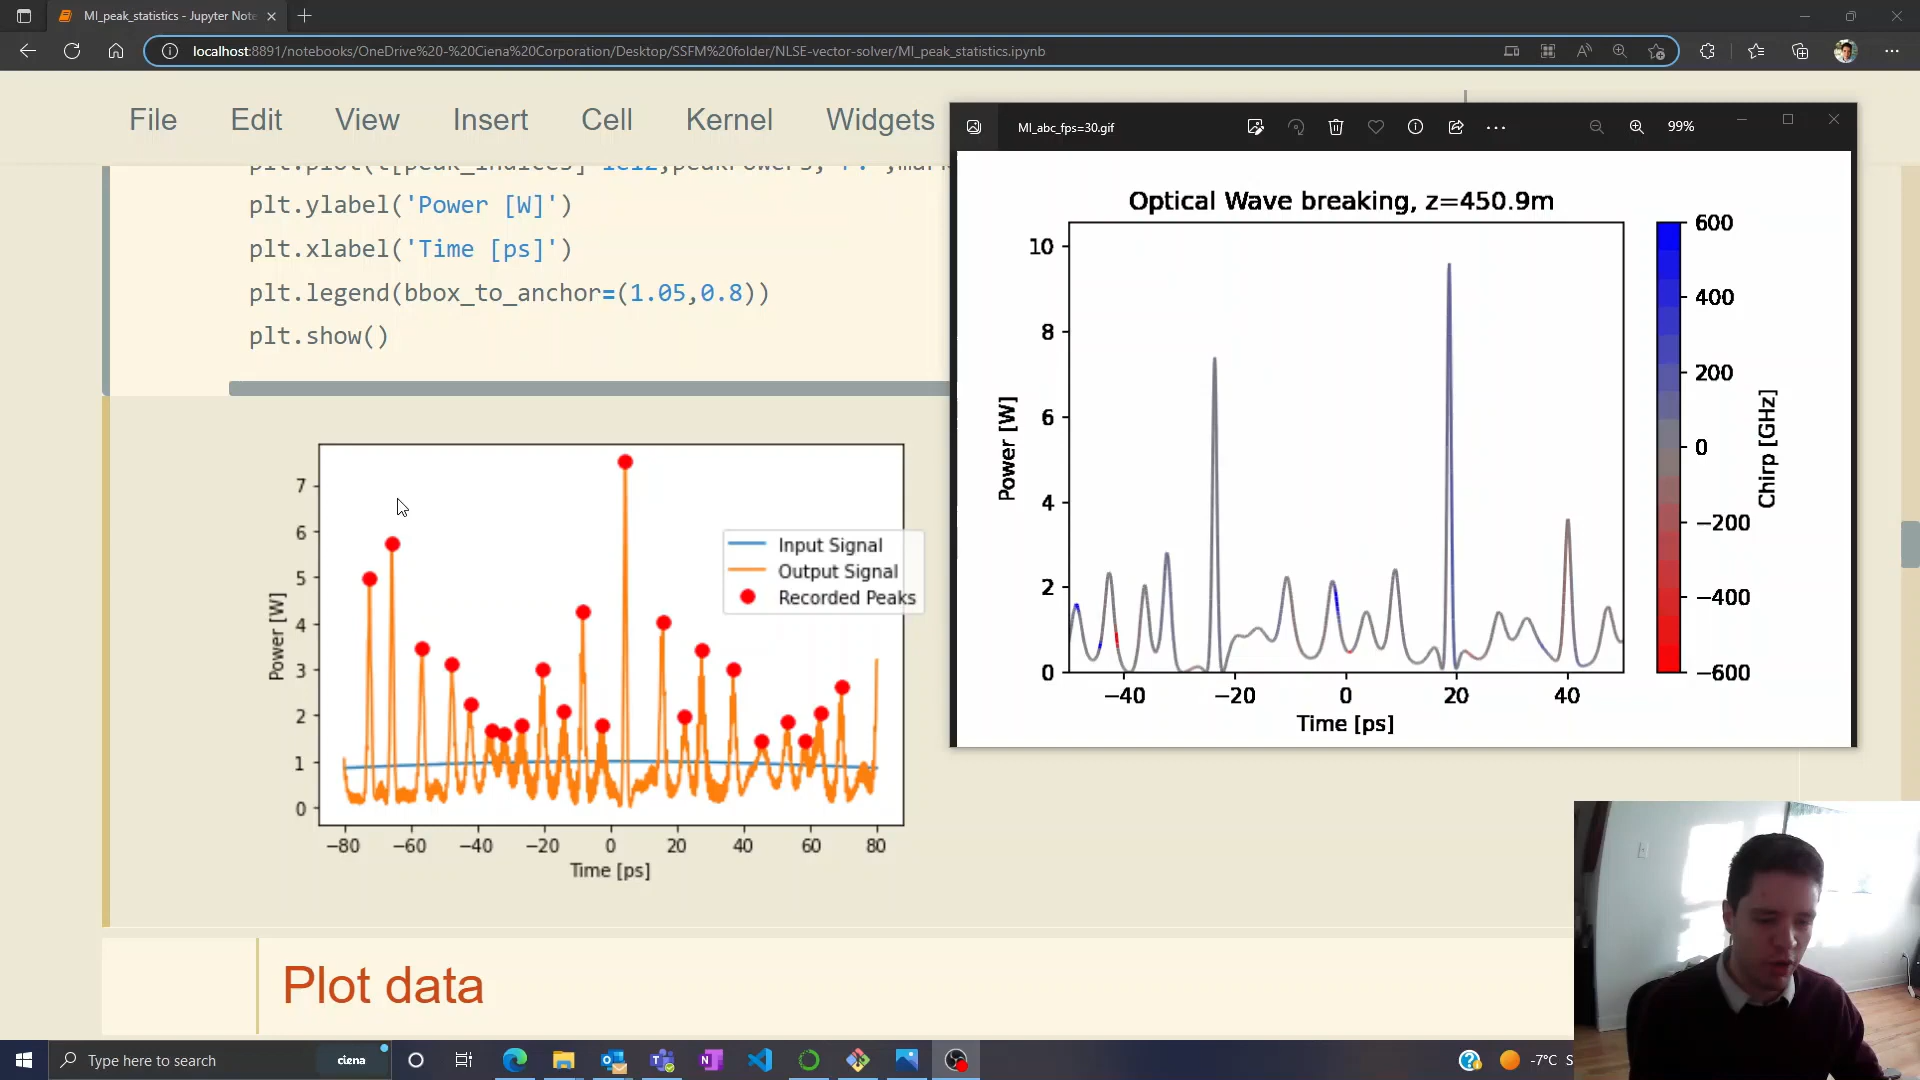 MI_peak_statistics - Jupyter Note
localhost:8891/notebooks/OneDrive%20-%20Ciena%20Corporation/Desktop/SSFM%20folder/NLSE-vector-solver/MI_peak_statistics.ipynb
File Edit View Insert Cell Kernel Widgets
plt.ylabel('Power [W]')
plt.xlabel('Time [ps]')
plt.legend(bbox_to_anchor=(1.05,0.8))
plt.show()
7
6
5
4
3
2
1
0
Power [W]
−80 −60 −40 −20 0 20 40 60 80
Time [ps]
Input Signal
Output Signal
Recorded Peaks
MI_abc_fps=30.gif
99%
Optical Wave breaking, z=450.9m
10
8
6
4
2
0
Power [W]
−40 −20 0 20 40
Time [ps]
600
400
200
0
−200
−400
−600
Chirp [GHz]
Plot data
Type here to search
ciena
-7°C S